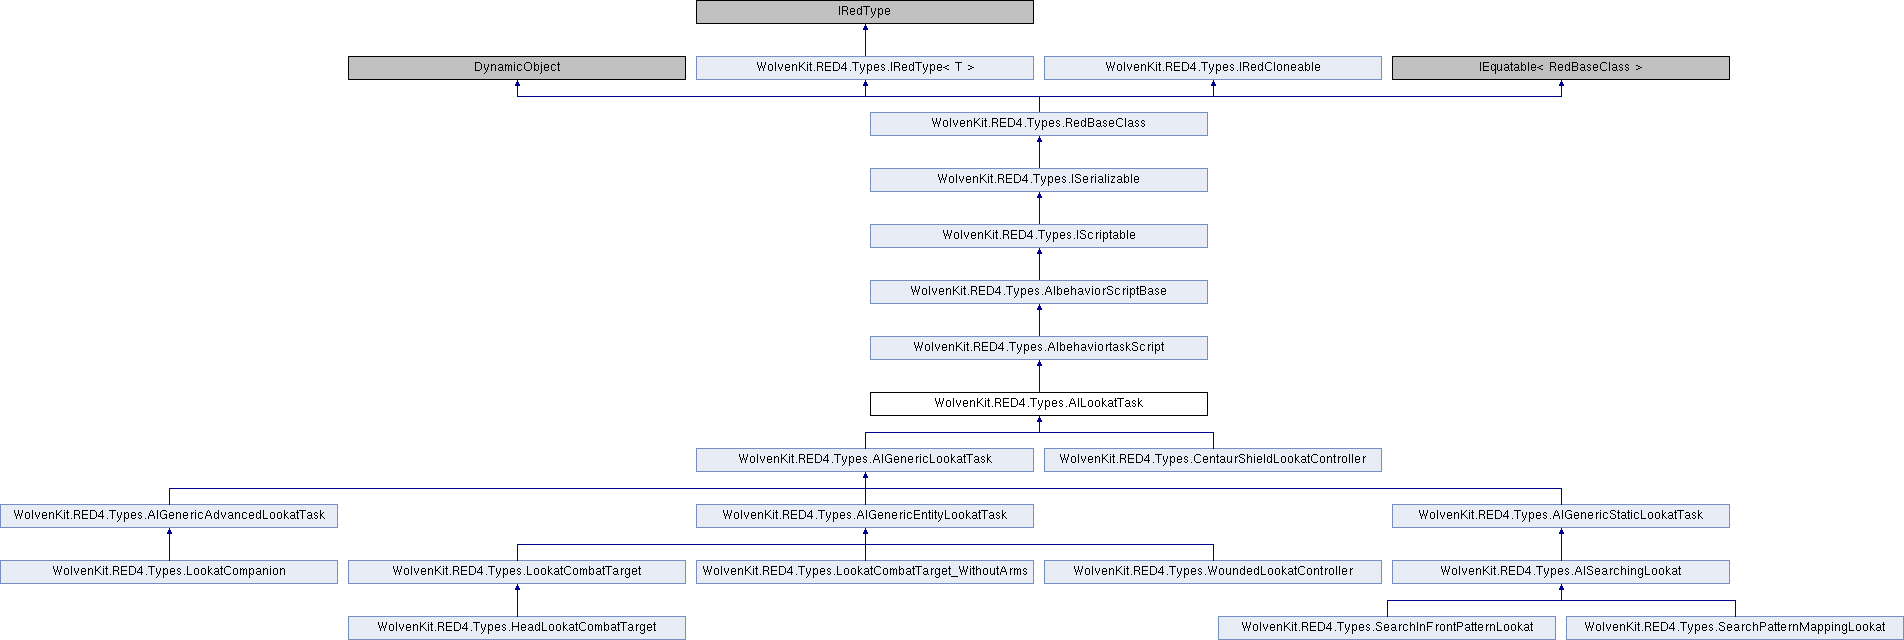 IRedType
DynamicObject
WolvenKit.RED4.Types.IRedType< T >
WolvenKit.RED4.Types.IRedCloneable
IEquatable< RedBaseClass >
WolvenKit.RED4.Types.RedBaseClass
WolvenKit.RED4.Types.ISerializable
WolvenKit.RED4.Types.IScriptable
WolvenKit.RED4.Types.AIbehaviorScriptBase
WolvenKit.RED4.Types.AIbehaviortaskScript
WolvenKit.RED4.Types.AILookatTask
WolvenKit.RED4.Types.AIGenericLookatTask
WolvenKit.RED4.Types.CentaurShieldLookatController
WolvenKit.RED4.Types.AIGenericAdvancedLookatTask
WolvenKit.RED4.Types.AIGenericEntityLookatTask
WolvenKit.RED4.Types.AIGenericStaticLookatTask
WolvenKit.RED4.Types.LookatCompanion
WolvenKit.RED4.Types.LookatCombatTarget
WolvenKit.RED4.Types.LookatCombatTarget_WithoutArms
WolvenKit.RED4.Types.WoundedLookatController
WolvenKit.RED4.Types.AISearchingLookat
WolvenKit.RED4.Types.HeadLookatCombatTarget
WolvenKit.RED4.Types.SearchInFrontPatternLookat
WolvenKit.RED4.Types.SearchPatternMappingLookat